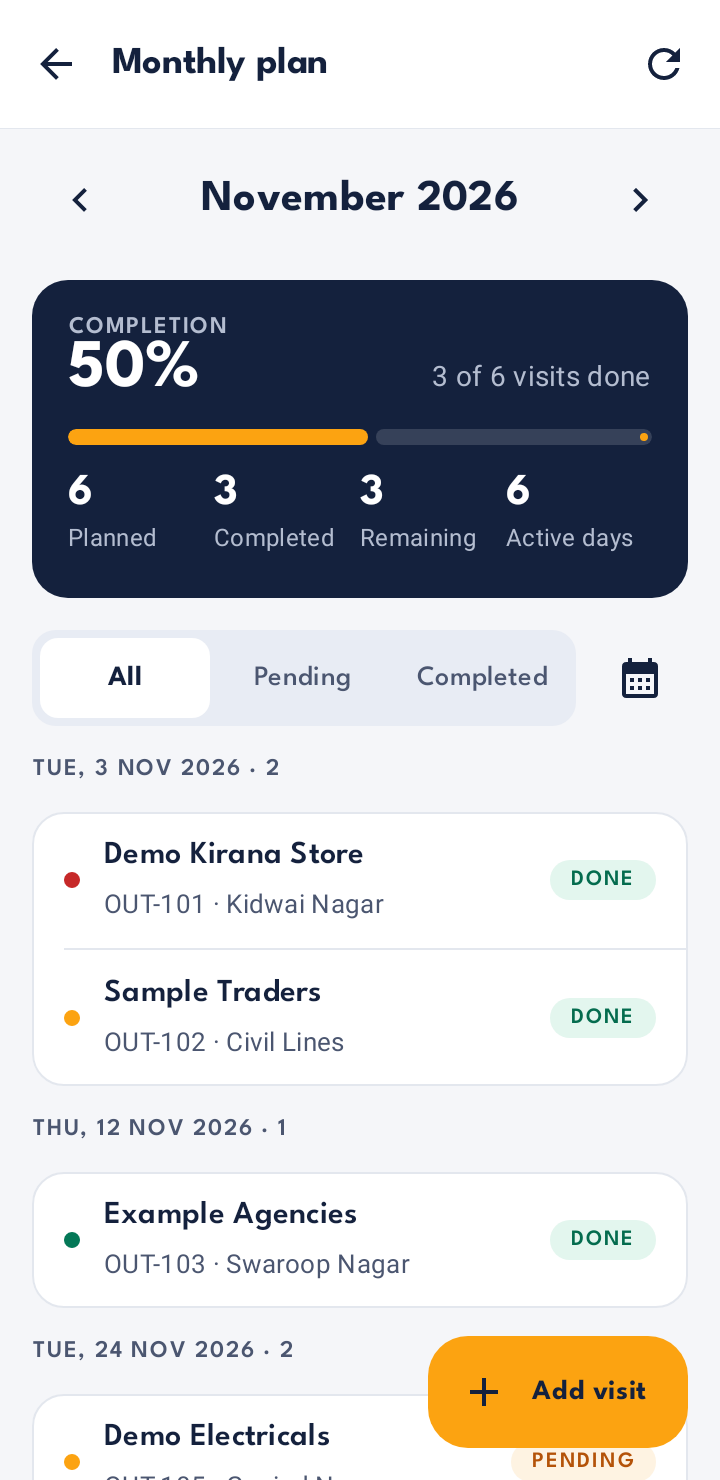 Monthly plan
November 2026
COMPLETION
50%
3 of 6 visits done
6 3 3 6
Planned Completed Remaining Active days
All Pending Completed
TUE, 3 NOV 2026 · 2
Demo Kirana Store
DONE
OUT-101 · Kidwai Nagar
Sample Traders
DONE
OUT-102 · Civil Lines
THU, 12 NOV 2026 · 1
Example Agencies
DONE
OUT-103 · Swaroop Nagar
TUE, 24 NOV 2026 · 2
Add visit
Demo Electricals
PENDING